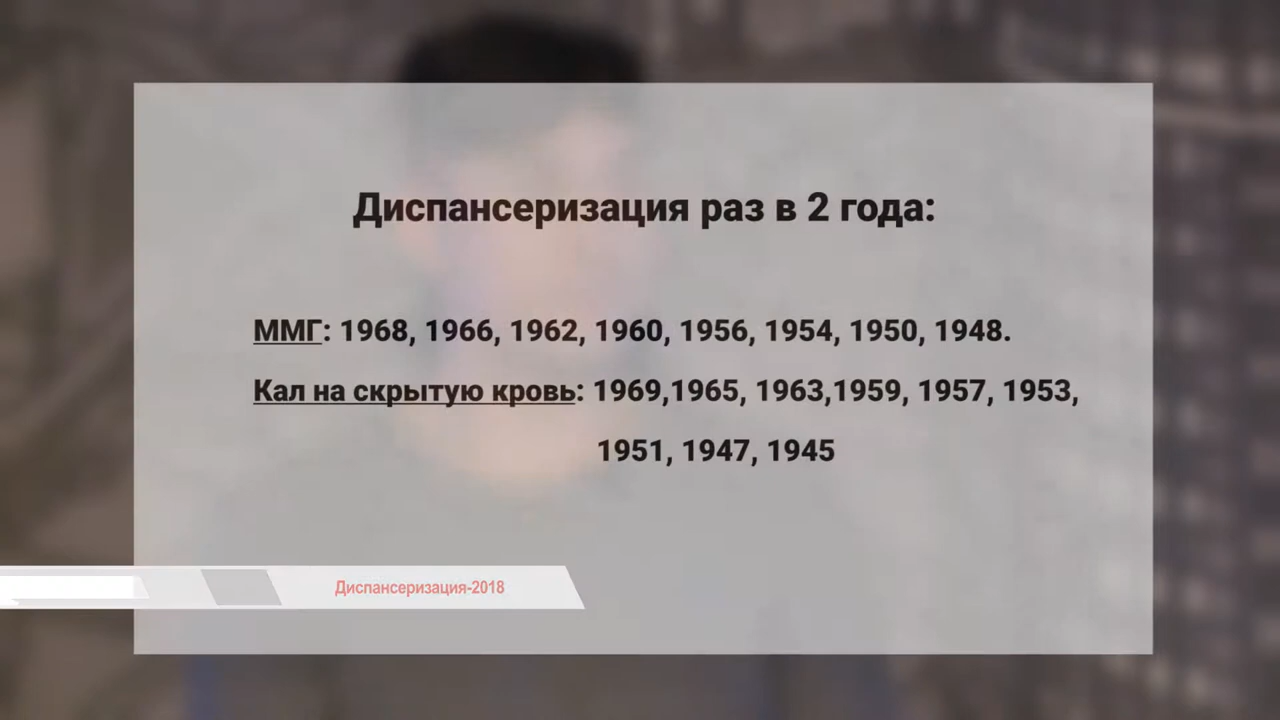 Диспансеризация раз в 2 года:
ММГ: 1968, 1966, 1962, 1960, 1956, 1954, 1950, 1948.
Кал на скрытую кровь: 1969,1965, 1963,1959, 1957, 1953,
1951, 1947, 1945
Диспансеризация-2018